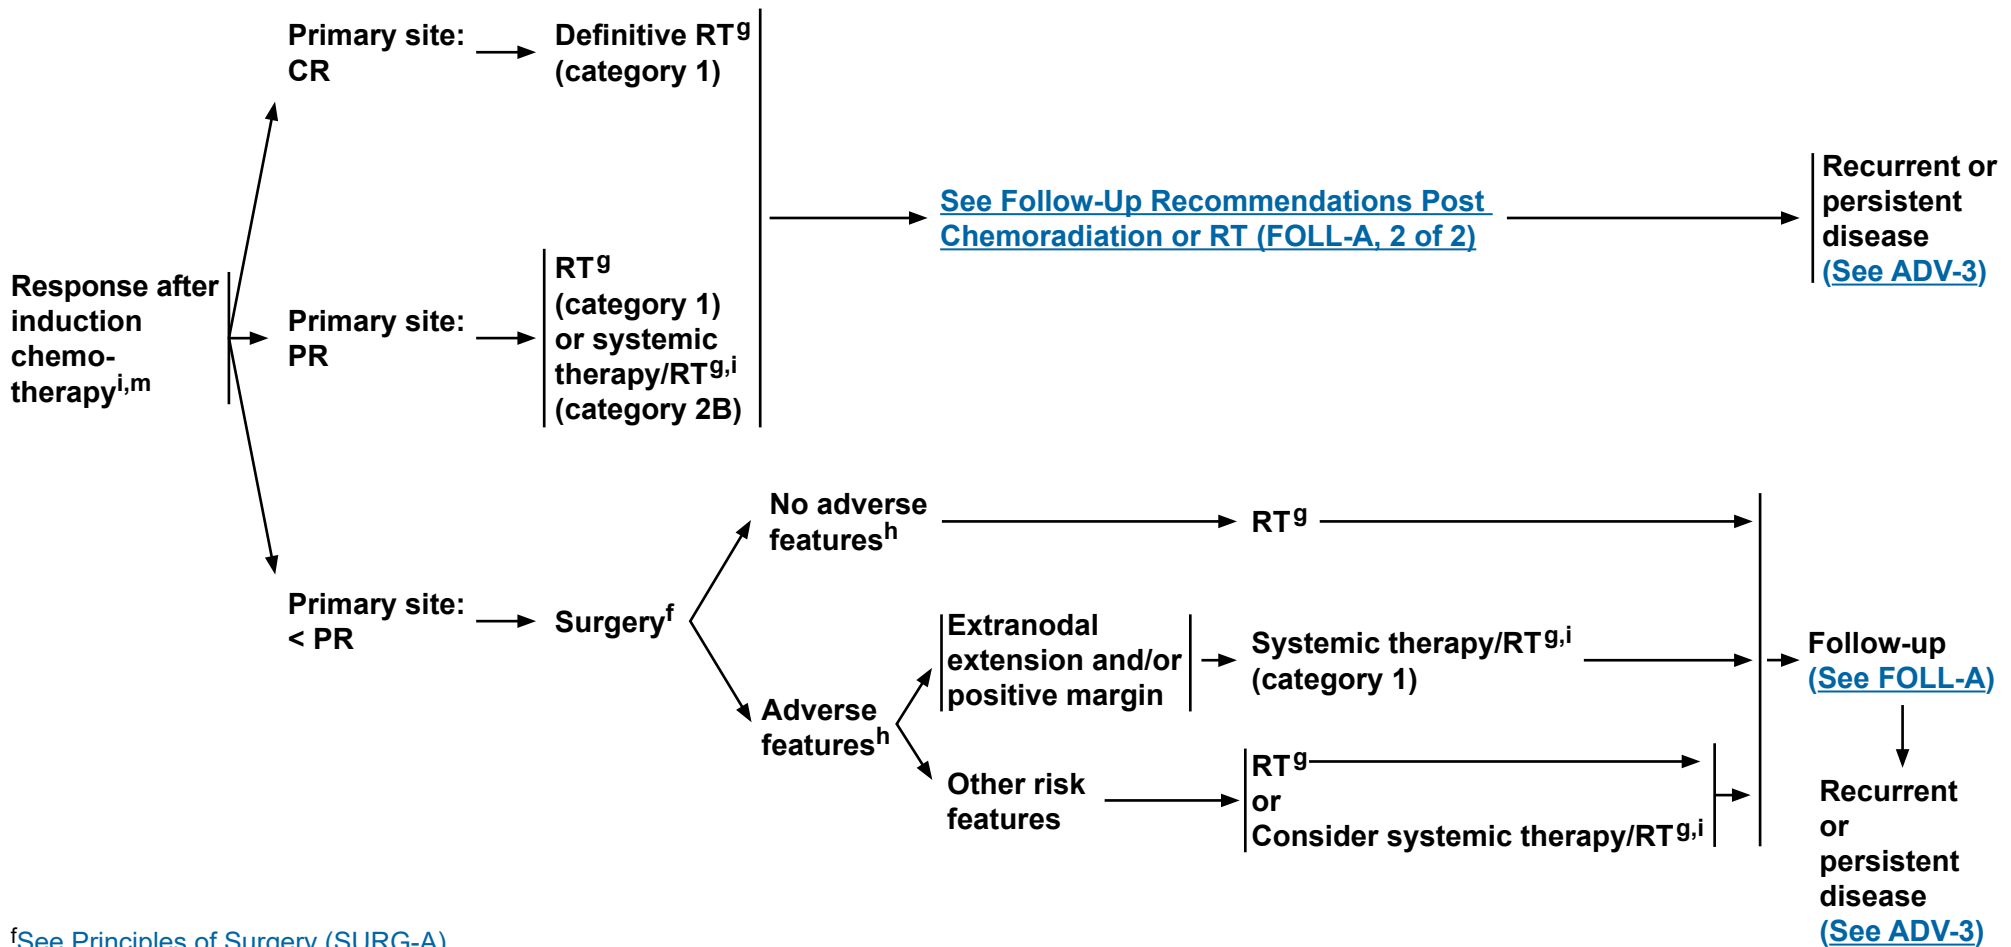 Primary site:
CR
Definitive RTg
(category 1)
Response after
induction
chemo-
therapyi,m
Primary site:
PR
RTg
(category 1)
or systemic
therapy/RTg,i
(category 2B)
See Follow-Up Recommendations Post
Chemoradiation or RT (FOLL-A, 2 of 2)
Recurrent or
persistent
disease
(See ADV-3)
Primary site:
< PR
Surgeryf
No adverse
featuresh
RTg
Adverse
featuresh
Extranodal
extension and/or
positive margin
Systemic therapy/RTg,i
(category 1)
Other risk
features
RTg
or
Consider systemic therapy/RTg,i
Follow-up
(See FOLL-A)
Recurrent
or
persistent
disease
(See ADV-3)
fSee Principles of Surgery (SURG-A)